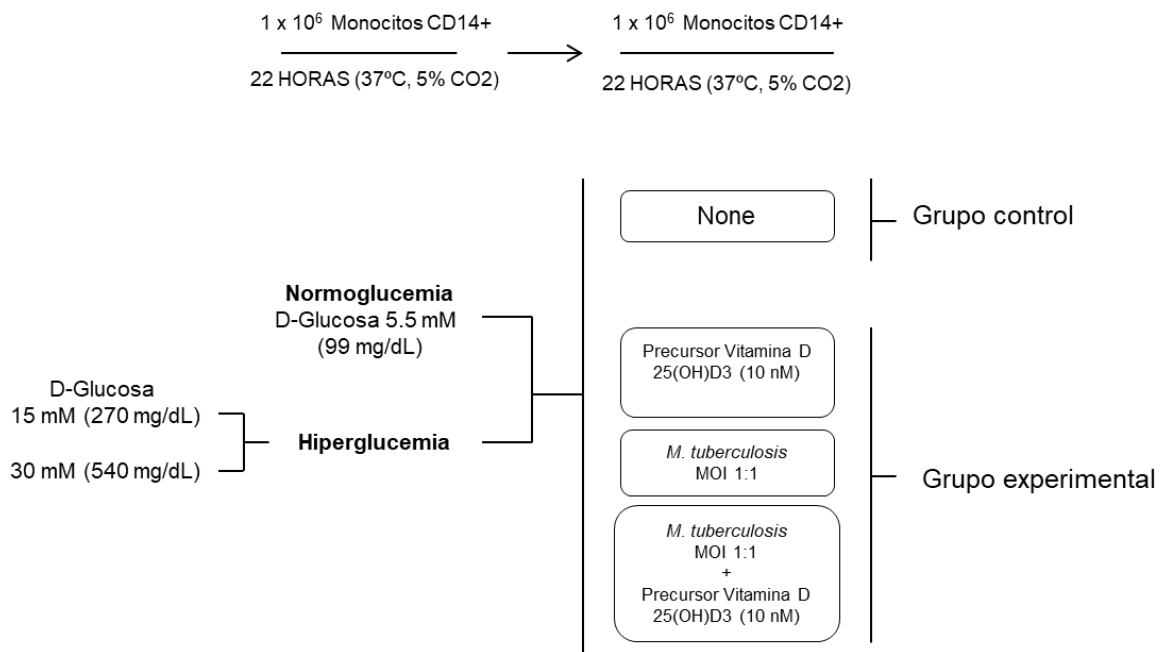 1 x 10⁶ Monocitos CD14+
22 HORAS (37ºC, 5% CO2)
1 x 10⁶ Monocitos CD14+
22 HORAS (37ºC, 5% CO2)
None
Grupo control
Normoglucemia
D-Glucosa 5.5 mM
(99 mg/dL)
D-Glucosa
15 mM (270 mg/dL)
30 mM (540 mg/dL)
Hiperglucemia
Precursor Vitamina D
25(OH)D3 (10 nM)
M. tuberculosis
MOI 1:1
M. tuberculosis
MOI 1:1
+
Precursor Vitamina D
25(OH)D3 (10 nM)
Grupo experimental